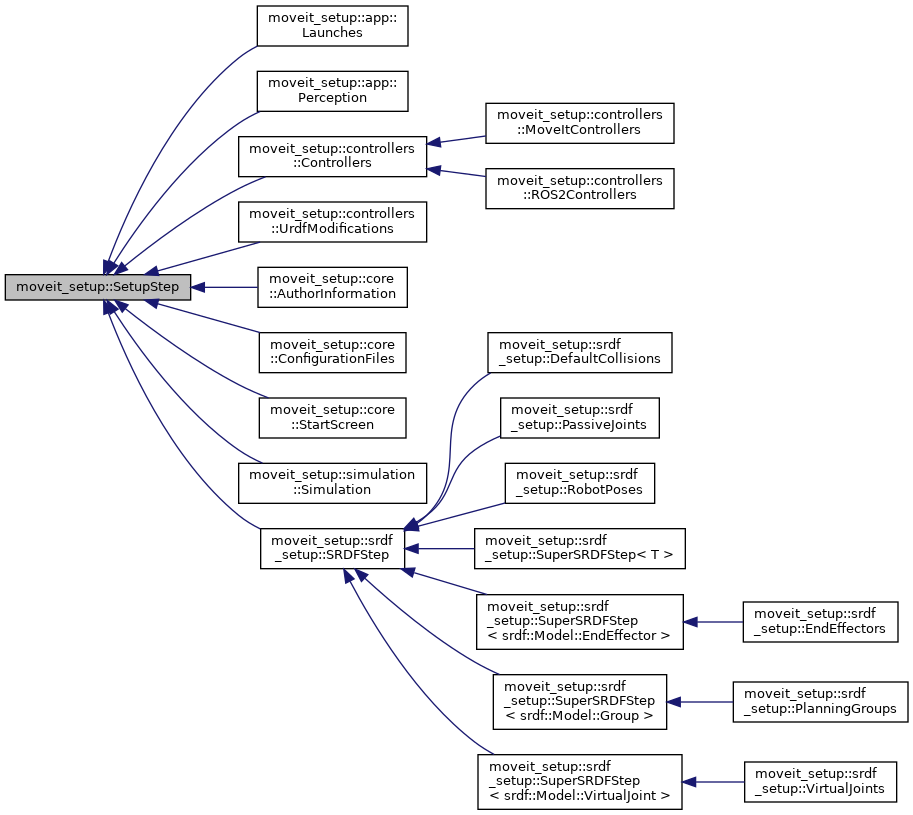 moveit_setup::app::
Launches
moveit_setup::app::
Perception
moveit_setup::controllers
::MoveItControllers
moveit_setup::controllers
::Controllers
moveit_setup::controllers
::ROS2Controllers
moveit_setup::controllers
::UrdfModifications
moveit_setup::SetupStep
moveit_setup::core
::AuthorInformation
moveit_setup::core
::ConfigurationFiles
moveit_setup::srdf
_setup::DefaultCollisions
moveit_setup::core
::StartScreen
moveit_setup::srdf
_setup::PassiveJoints
moveit_setup::simulation
::Simulation
moveit_setup::srdf
_setup::RobotPoses
moveit_setup::srdf
_setup::SRDFStep
moveit_setup::srdf
_setup::SuperSRDFStep< T >
moveit_setup::srdf
_setup::SuperSRDFStep
< srdf::Model::EndEffector >
moveit_setup::srdf
_setup::EndEffectors
moveit_setup::srdf
_setup::SuperSRDFStep
< srdf::Model::Group >
moveit_setup::srdf
_setup::PlanningGroups
moveit_setup::srdf
_setup::SuperSRDFStep
< srdf::Model::VirtualJoint >
moveit_setup::srdf
_setup::VirtualJoints